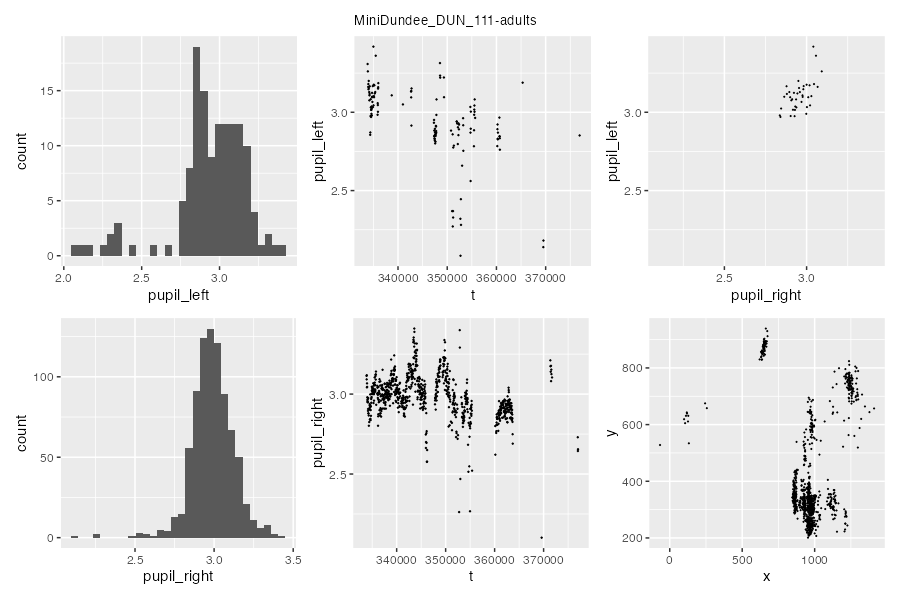 MiniDundee_DUN_111-adults
count
15
10
5
0
2.0 2.5 3.0
pupil_left
pupil_left
3.0
2.5
340000 350000 360000 370000
t
pupil_left
3.0
2.5
2.5 3.0
pupil_right
count
100
50
0
2.5 3.0 3.5
pupil_right
pupil_right
3.0
2.5
340000 350000 360000 370000
t
y
800
600
400
200
0 500 1000
x